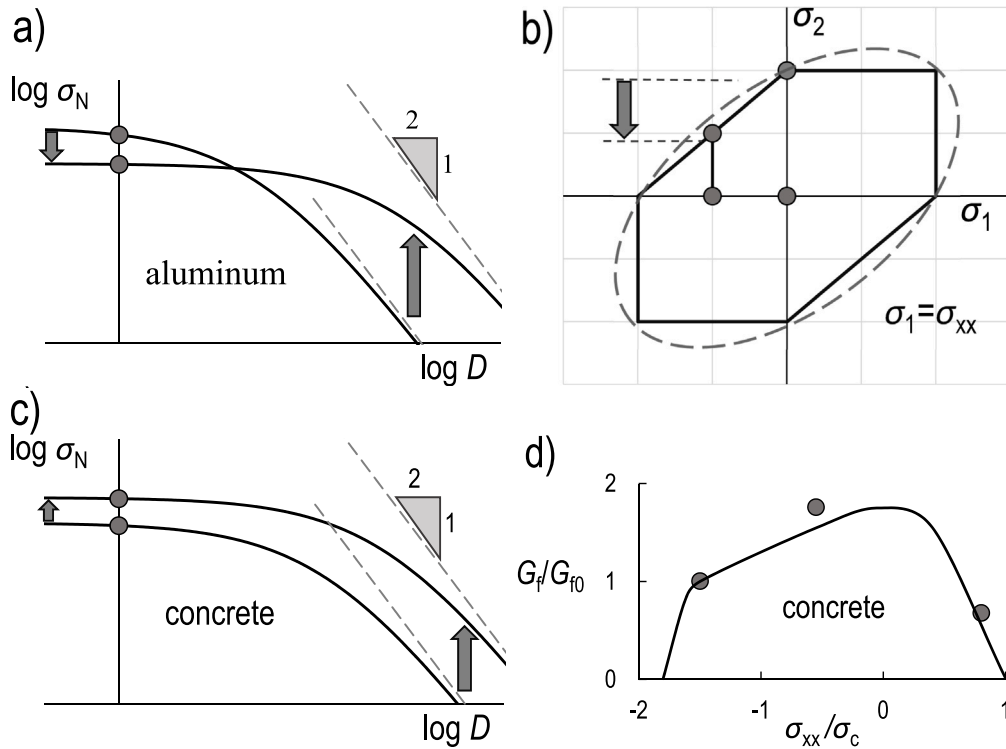 a)
log σN
2
1
aluminum
log D
b)
σ2
σ1
σ1=σxx
c)
log σN
2
1
concrete
log D
d)
2
Gf/Gf0
1
concrete
0
-2 -1 0 1
σxx/σc